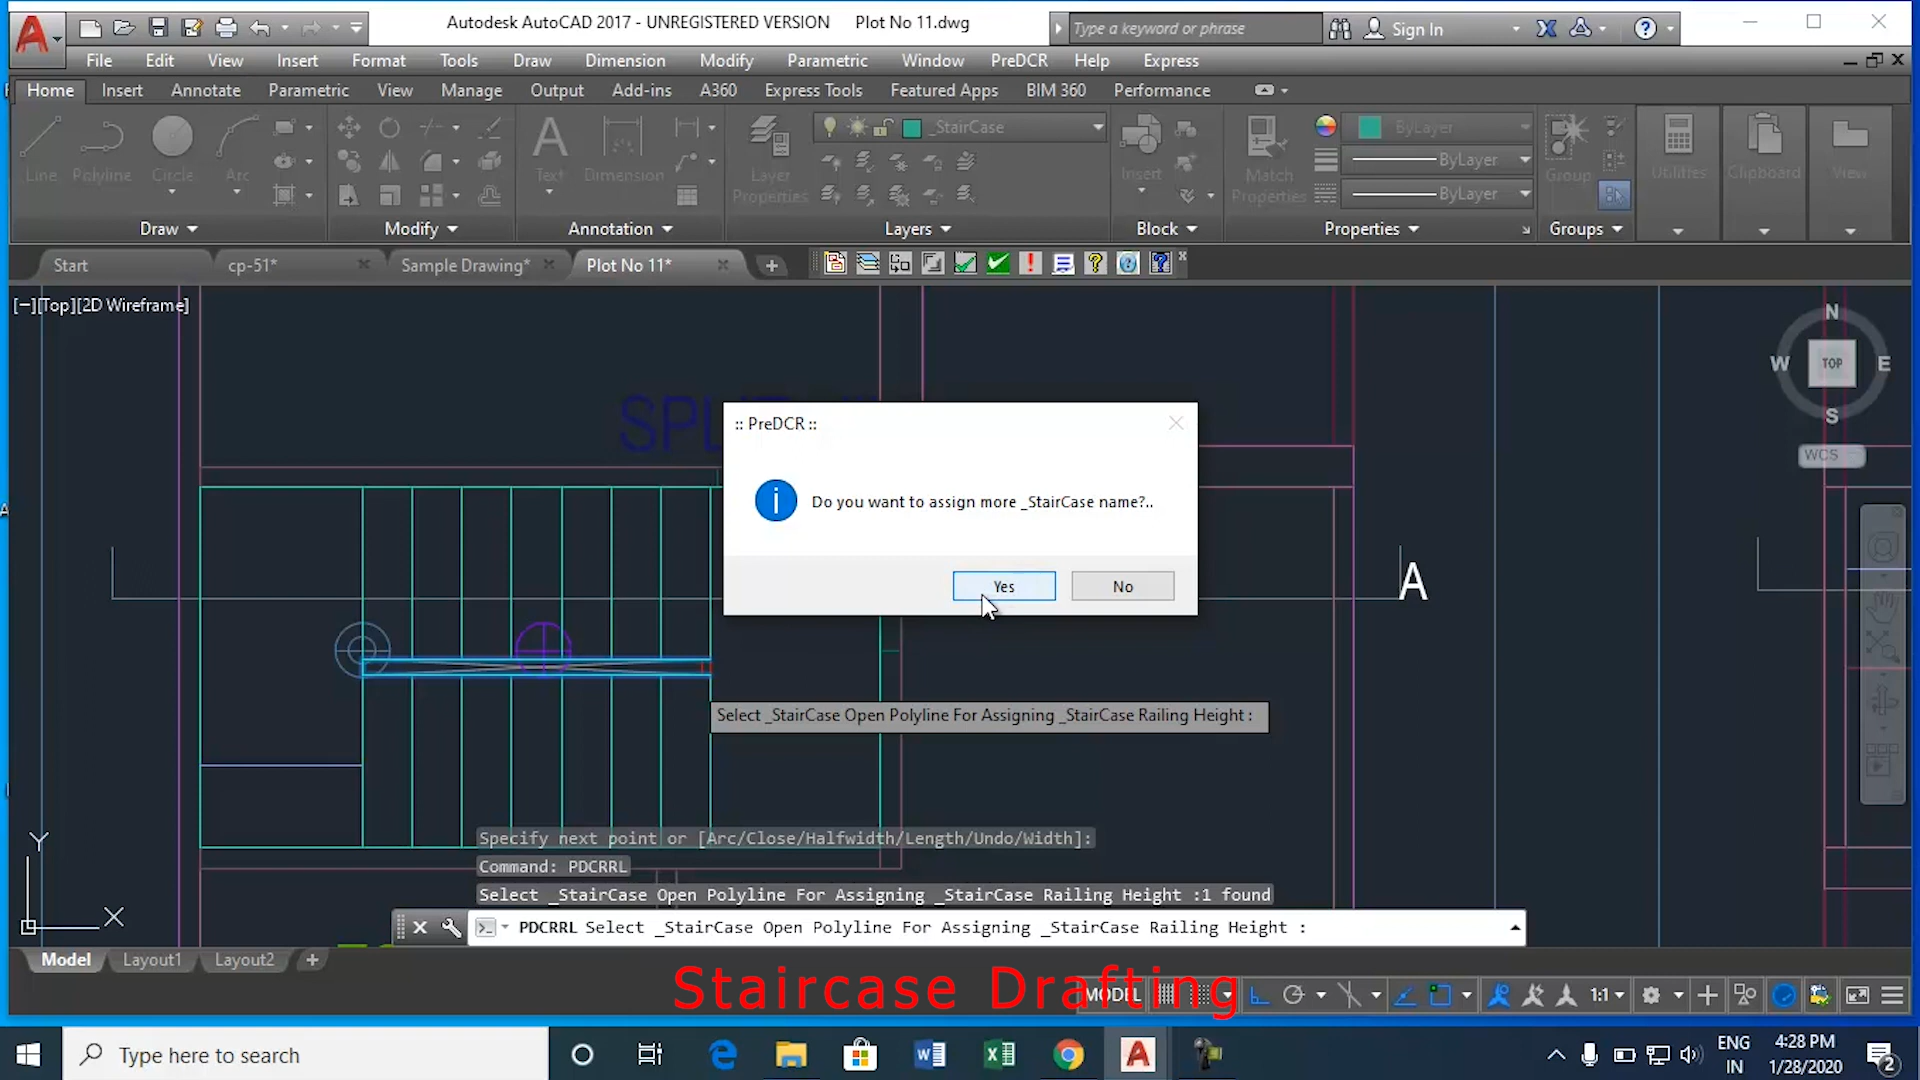 Autodesk AutoCAD 2017 - UNREGISTERED VERSION Plot No 11.dwg
Type a keyword or phrase
Sign In
File Edit View Insert Format Tools Draw Dimension Modify Parametric Window PreDCR Help Express
Home Insert Annotate Parametric View Manage Output Add-ins A360 Express Tools Featured Apps BIM 360 Performance
_StairCase
ByLayer
ByLayer
ByLayer
Line Polyline Circle Arc
Text Dimension
Layer Properties
Insert
Match Properties
Group
Utilities
Clipboard
View
Draw Modify Annotation Layers Block Properties Groups
Start cp-51* Sample Drawing* Plot No 11*
[−][Top][2D Wireframe]
N
W TOP E
S
WCS
SPL
:: PreDCR ::
Do you want to assign more _StairCase name?..
Yes No
A
A
Select _StairCase Open Polyline For Assigning _StairCase Railing Height :
Specify next point or [Arc/Close/Halfwidth/Length/Undo/Width]:
Command: PDCRRL
Select _StairCase Open Polyline For Assigning _StairCase Railing Height :1 found
PDCRRL Select _StairCase Open Polyline For Assigning _StairCase Railing Height :
Y
X
Model Layout1 Layout2
Staircase Drafting
MODEL
1:1
Type here to search
ENG
IN
4:28 PM
1/28/2020
2